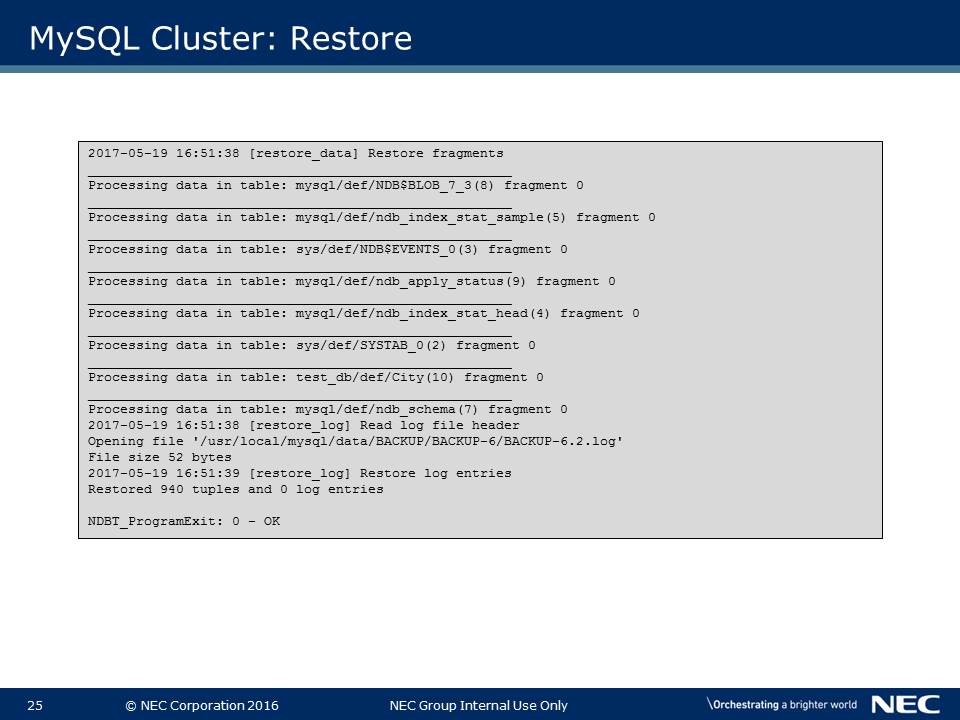 MySQL Cluster: Restore
2017-05-19 16:51:38 [restore_data] Restore fragments
_____________________________________________________
Processing data in table: mysql/def/NDB$BLOB_7_3(8) fragment 0
_____________________________________________________
Processing data in table: mysql/def/ndb_index_stat_sample(5) fragment 0
_____________________________________________________
Processing data in table: sys/def/NDB$EVENTS_0(3) fragment 0
_____________________________________________________
Processing data in table: mysql/def/ndb_apply_status(9) fragment 0
_____________________________________________________
Processing data in table: mysql/def/ndb_index_stat_head(4) fragment 0
_____________________________________________________
Processing data in table: sys/def/SYSTAB_0(2) fragment 0
_____________________________________________________
Processing data in table: test_db/def/City(10) fragment 0
_____________________________________________________
Processing data in table: mysql/def/ndb_schema(7) fragment 0
2017-05-19 16:51:38 [restore_log] Read log file header
Opening file '/usr/local/mysql/data/BACKUP/BACKUP-6/BACKUP-6.2.log'
File size 52 bytes
2017-05-19 16:51:39 [restore_log] Restore log entries
Restored 940 tuples and 0 log entries
NDBT_ProgramExit: 0 - OK
25 © NEC Corporation 2016 NEC Group Internal Use Only \Orchestrating a brighter world NEC